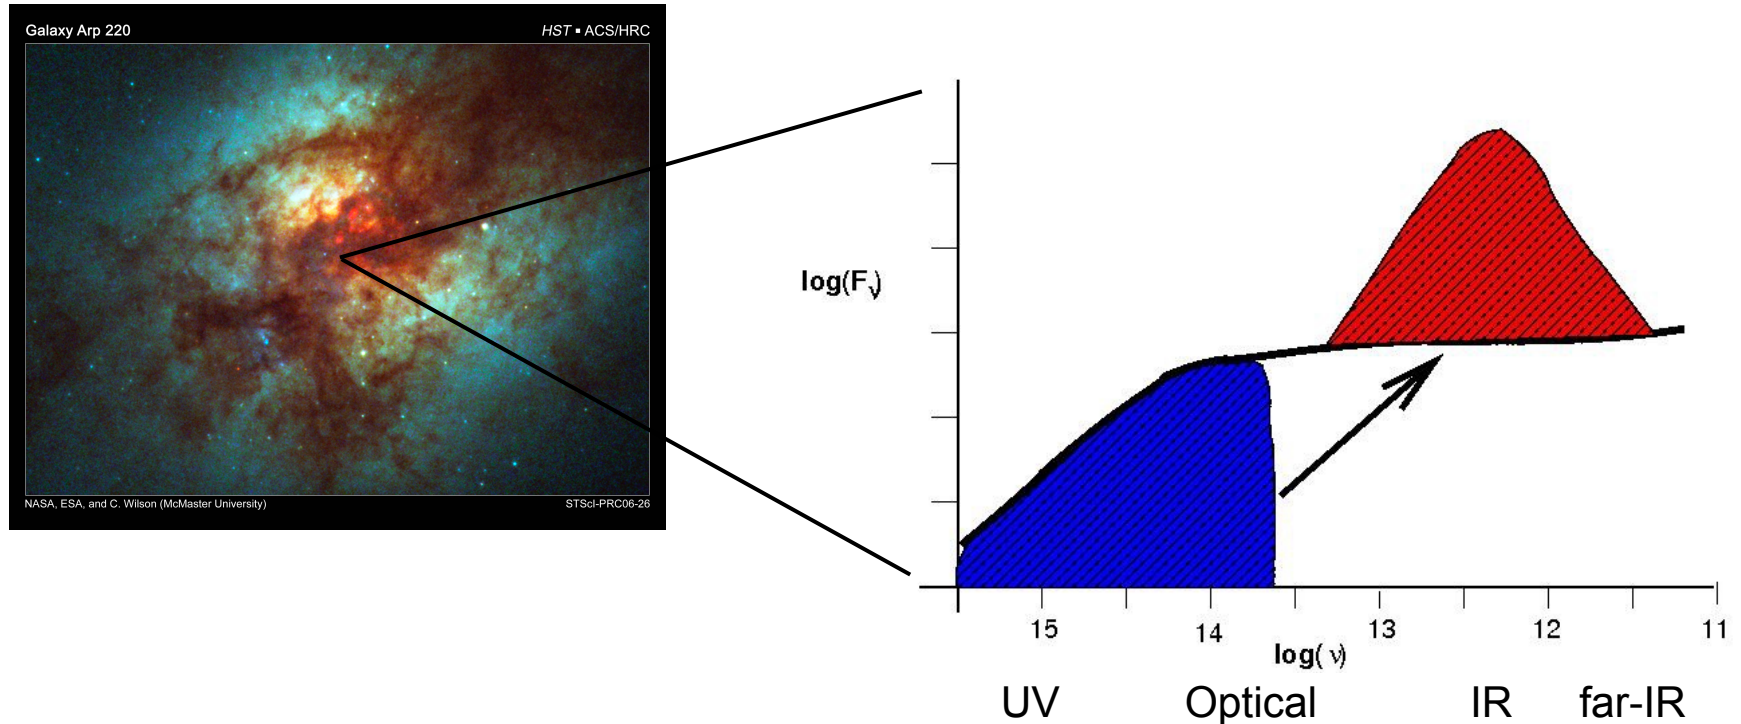 Galaxy Arp 220
HST ▪ ACS/HRC
NASA, ESA, and C. Wilson (McMaster University)
STScI-PRC06-26
log(Fν)
15 14 13 12 11
log(ν)
UV Optical IR far-IR